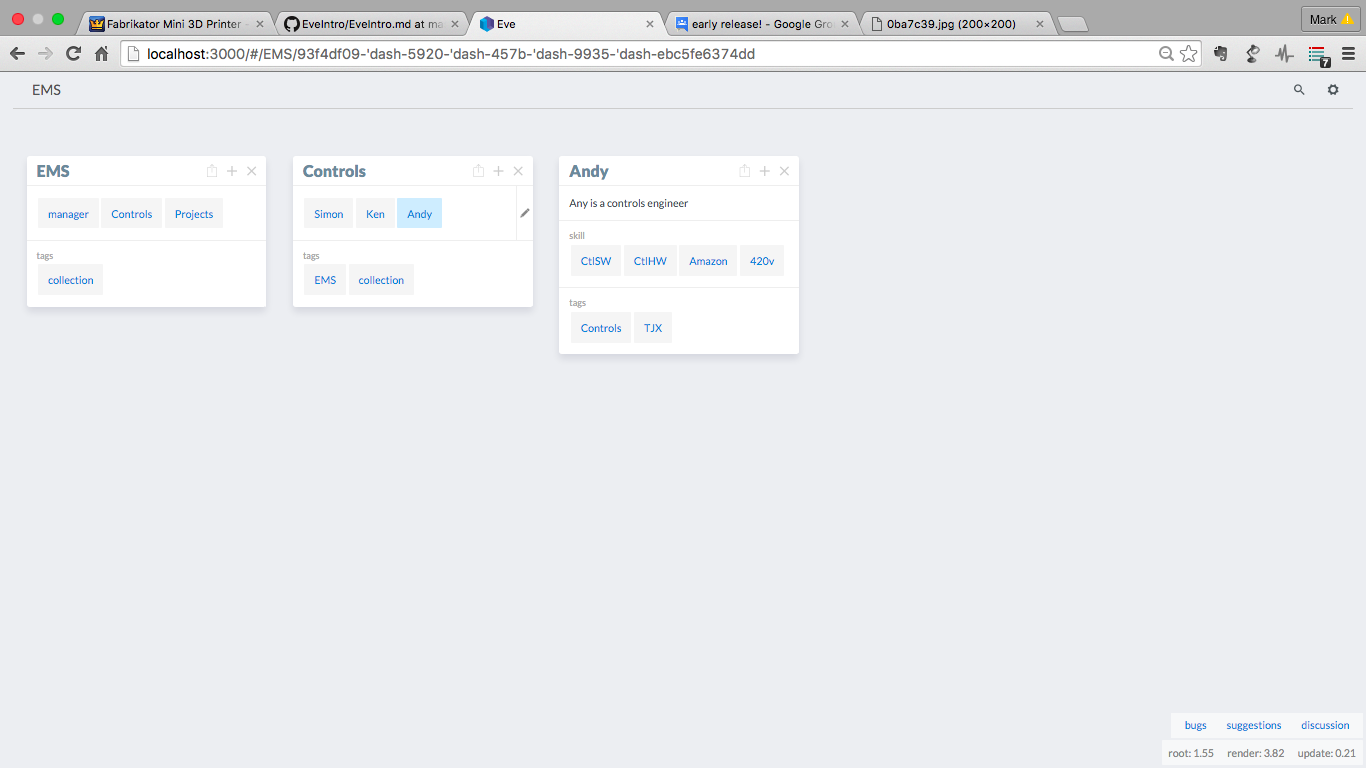 Fabrikator Mini 3D Printer -
EveIntro/EveIntro.md at ma
Eve
early release! - Google Gro
0ba7c39.jpg (200×200)
Mark
localhost:3000/#/EMS/93f4df09-'dash-5920-'dash-457b-'dash-9935-'dash-ebc5fe6374dd
7
EMS
EMS
manager Controls Projects
tags
collection
Controls
Simon Ken Andy
tags
EMS collection
Andy
Any is a controls engineer
skill
CtlSW CtlHW Amazon 420v
tags
Controls TJX
bugs suggestions discussion
root: 1.55 render: 3.82 update: 0.21